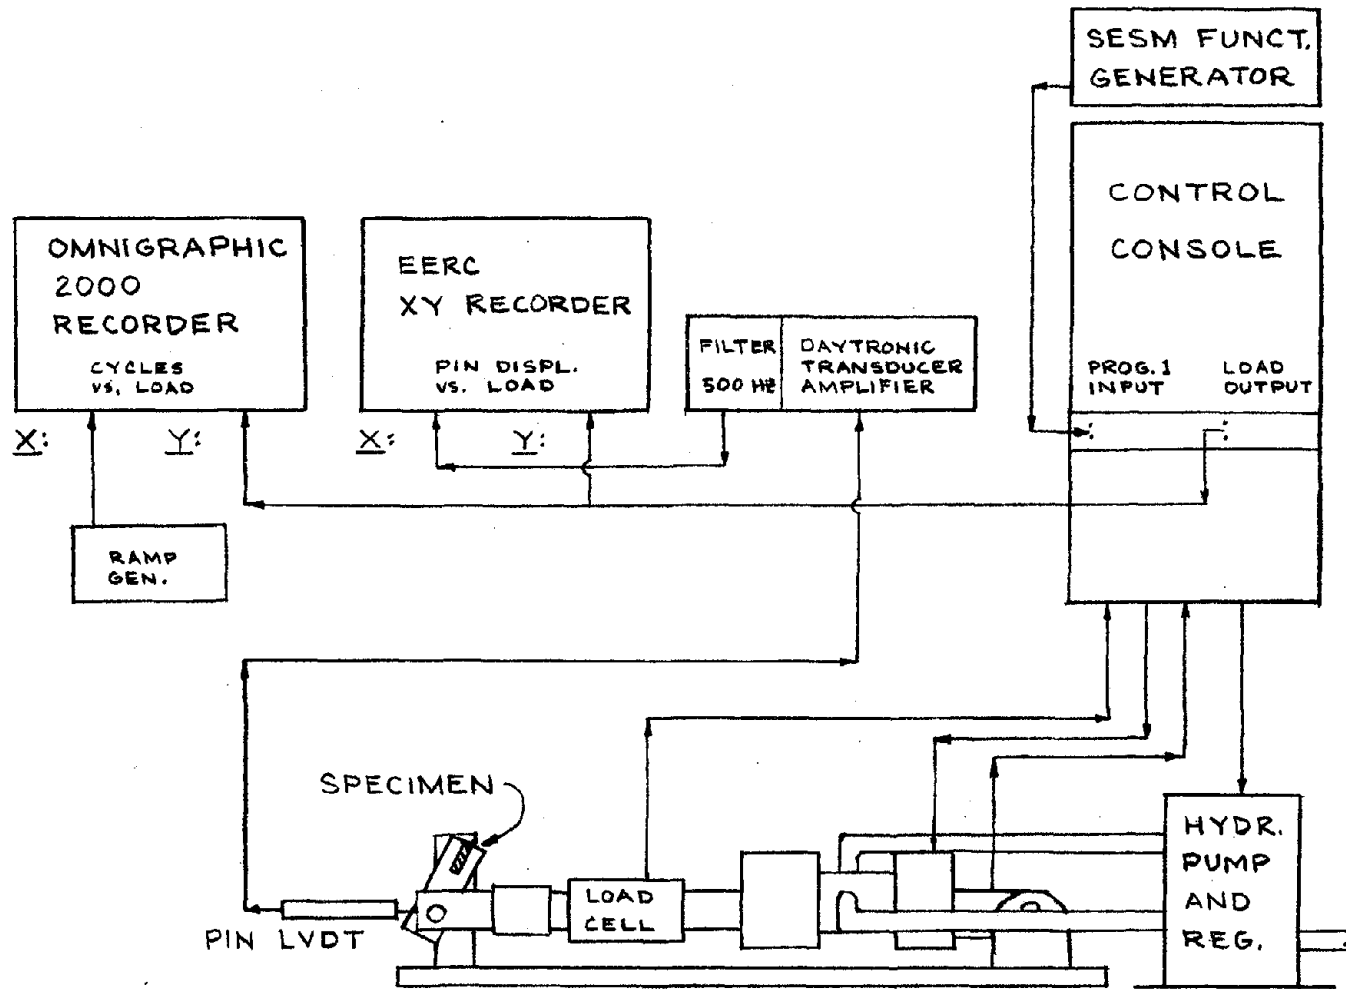 SESM FUNCT.
GENERATOR
CONTROL
CONSOLE
PROG. 1
INPUT
LOAD
OUTPUT
OMNIGRAPHIC
2000
RECORDER
CYCLES
VS, LOAD
X:
Y:
EERC
XY RECORDER
PIN DISPL.
VS. LOAD
X:
Y:
FILTER
500 HZ
DAYTRONIC
TRANSDUCER
AMPLIFIER
RAMP
GEN.
SPECIMEN
PIN LVDT
LOAD
CELL
HYDR.
PUMP
AND
REG.